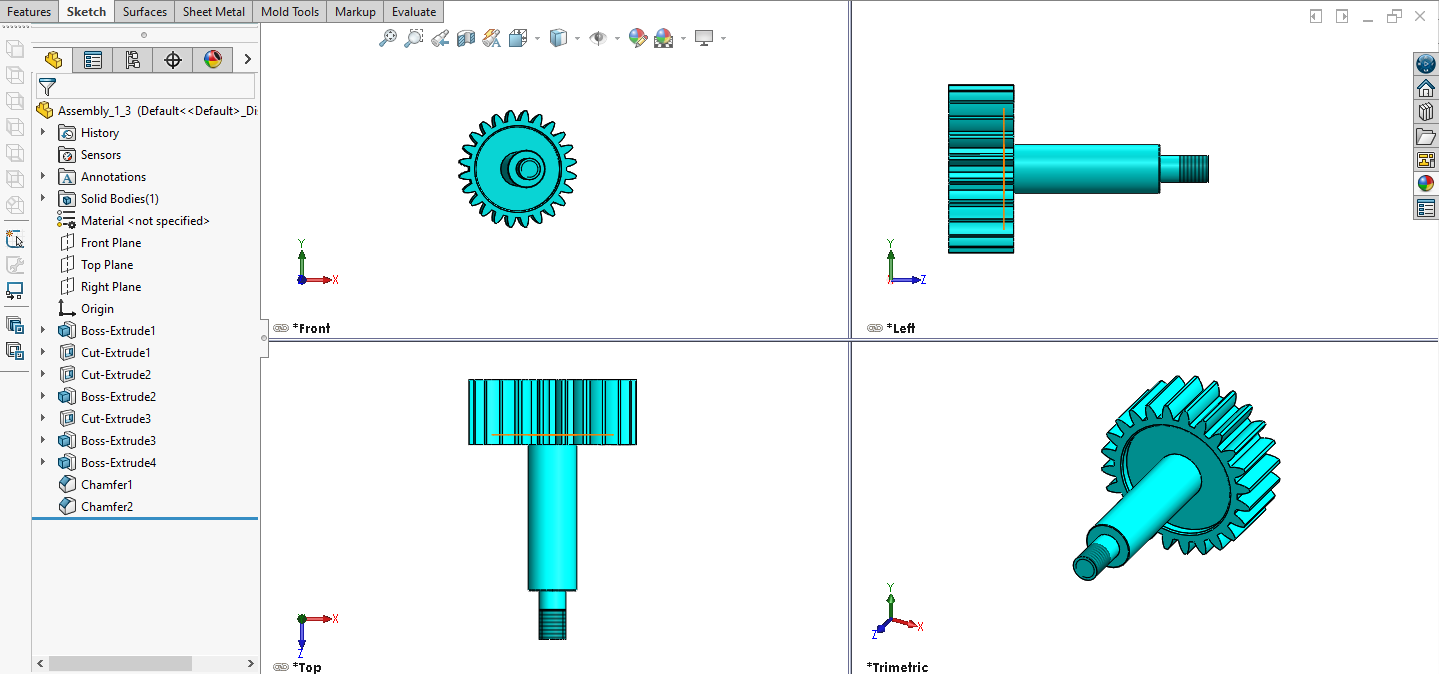 Features Sketch Surfaces Sheet Metal Mold Tools Markup Evaluate
Assembly_1_3 (Default<<Default>_Di
History
Sensors
A Annotations
Solid Bodies(1)
Material <not specified>
Front Plane
Top Plane
Right Plane
Origin
Boss-Extrude1
Cut-Extrude1
Cut-Extrude2
Boss-Extrude2
Cut-Extrude3
Boss-Extrude3
Boss-Extrude4
Chamfer1
Chamfer2
Y
X
*Front
Y
Z
*Left
X
Z
*Top
Y
X
Z
*Trimetric